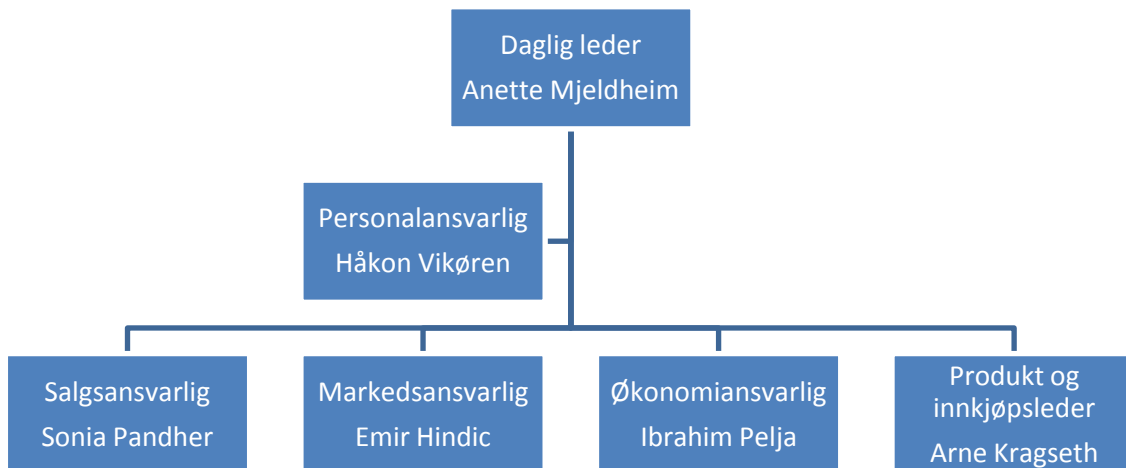 Daglig leder
Anette Mjeldheim
Personalansvarlig
Håkon Vikøren
Salgsansvarlig
Sonia Pandher
Markedsansvarlig
Emir Hindic
Økonomiansvarlig
Ibrahim Pelja
Produkt og
innkjøpsleder
Arne Kragseth